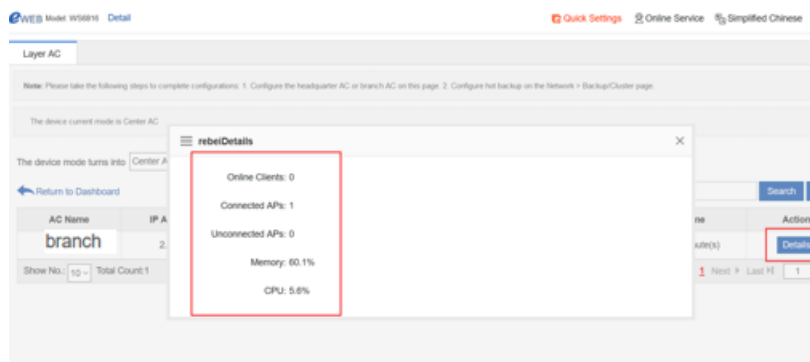 eWEB Model: WS6816 Detail
Quick Settings Online Service Simplified Chinese
Layer AC
Note: Please take the following steps to complete configurations: 1. Configure the headquarter AC or branch AC on this page. 2. Configure hot backup on the Network > Backup/Cluster page.
The device current mode is Center AC
rebeiDetails
The device mode turns into Center A
Online Clients: 0
Return to Dashboard
Search
Connected APs: 1
AC Name IP A ne Action
Unconnected APs: 0
branch 2. ute(s) Details
Memory: 60.1%
Show No.: 10 Total Count:1 1 Next Last 1
CPU: 5.6%